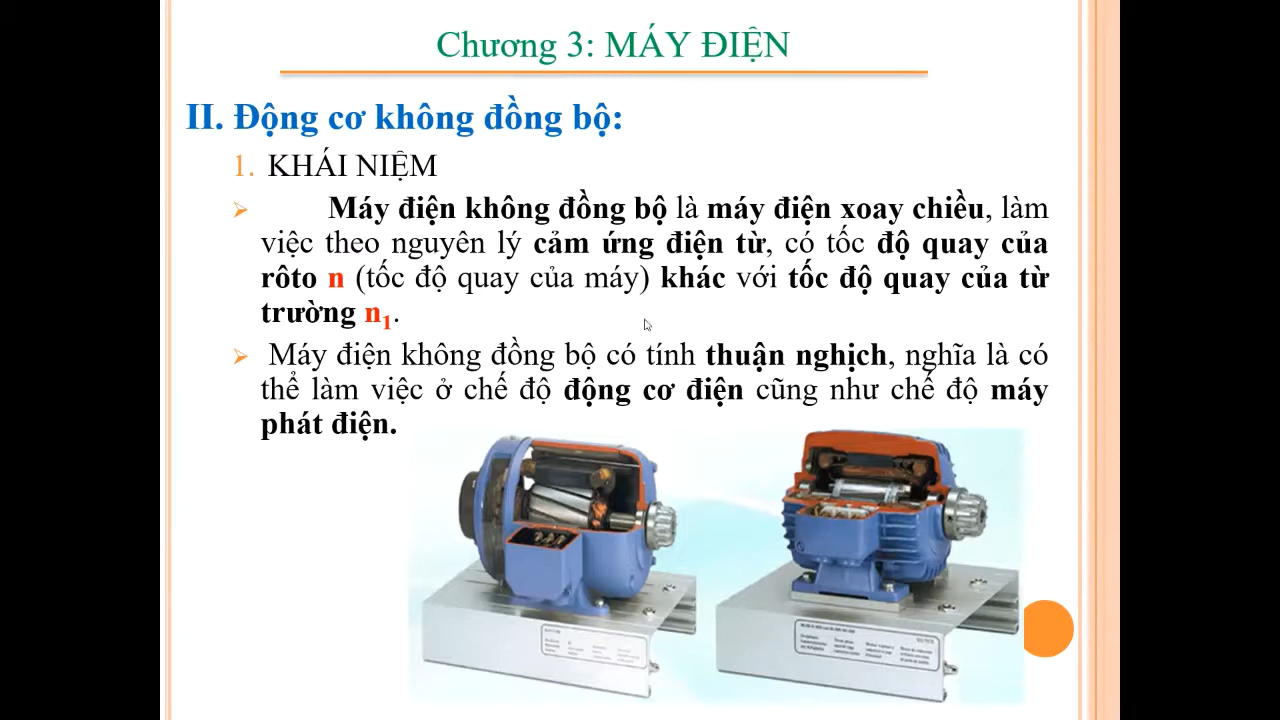 Chương 3: MÁY ĐIỆN
II. Động cơ không đồng bộ:
1. KHÁI NIỆM
Máy điện không đồng bộ là máy điện xoay chiều, làm
việc theo nguyên lý cảm ứng điện từ, có tốc độ quay của
rôto n (tốc độ quay của máy) khác với tốc độ quay của từ
trường n₁.
Máy điện không đồng bộ có tính thuận nghịch, nghĩa là có
thể làm việc ở chế độ động cơ điện cũng như chế độ máy
phát điện.